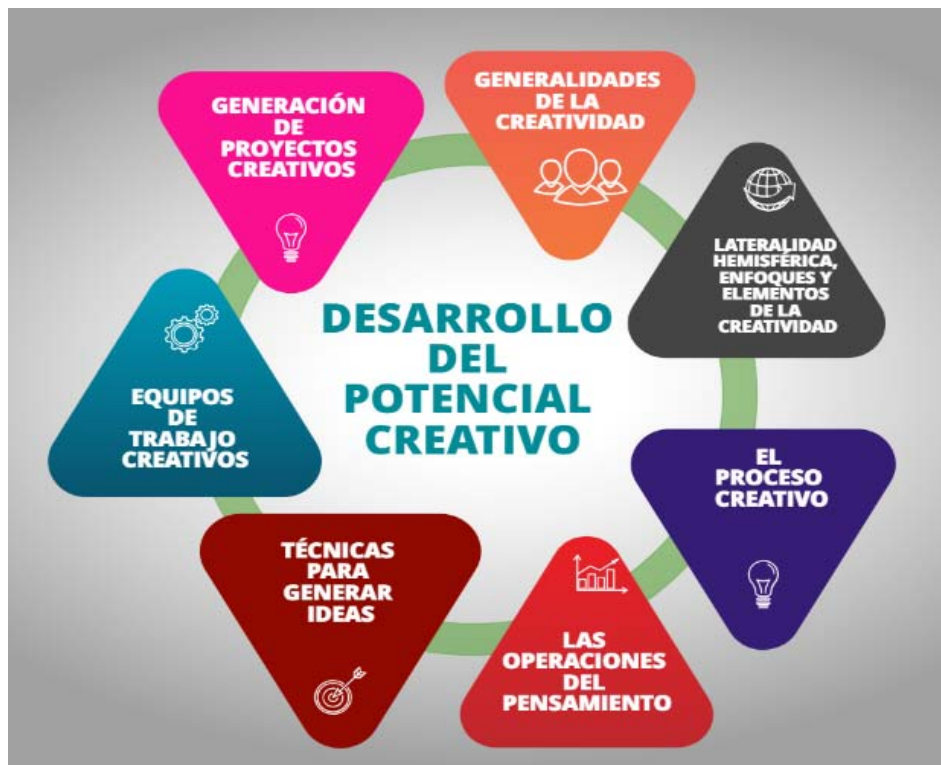 GENERALIDADES
DE LA
CREATIVIDAD
LATERALIDAD
HEMISFÉRICA,
ENFOQUES Y
ELEMENTOS
DE LA
CREATIVIDAD
EL
PROCESO
CREATIVO
LAS
OPERACIONES
DEL
PENSAMIENTO
TÉCNICAS
PARA
GENERAR
IDEAS
EQUIPOS
DE
TRABAJO
CREATIVOS
GENERACIÓN
DE
PROYECTOS
CREATIVOS
DESARROLLO
DEL
POTENCIAL
CREATIVO